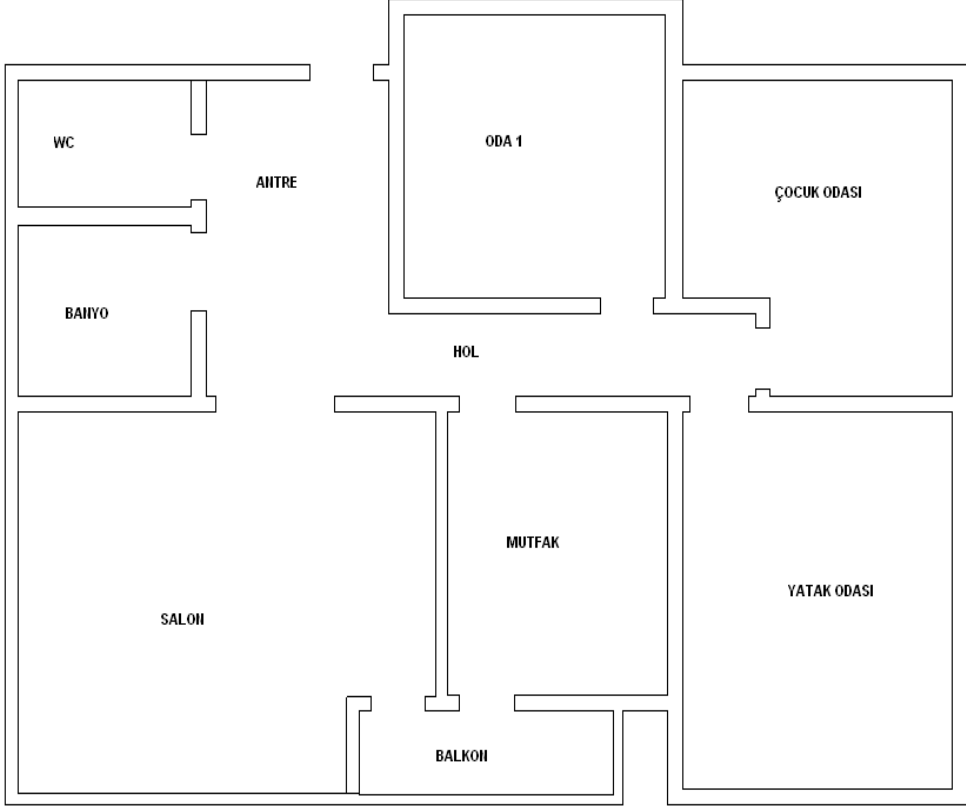 ODA 1
WC
ANTRE
ÇOCUK ODASI
BANYO
HOL
MUTFAK
YATAK ODASI
SALON
BALKON